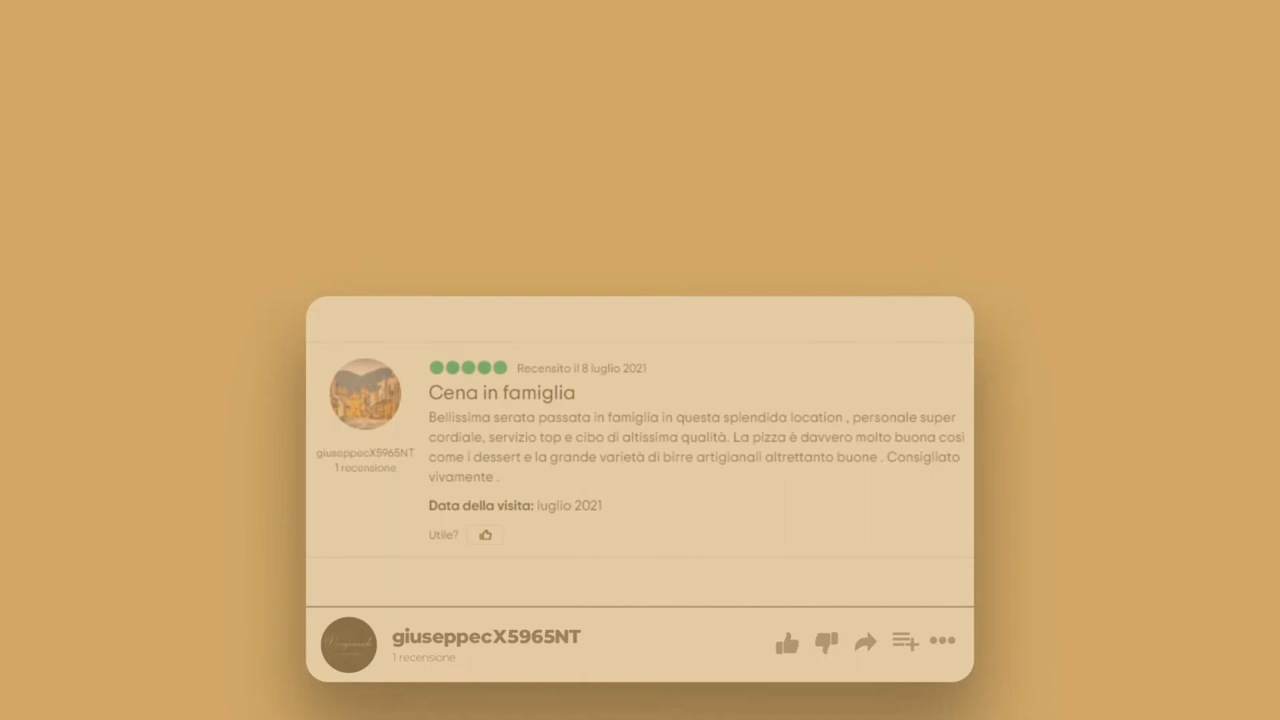 Recensito il 8 luglio 2021
Cena in famiglia
Bellissima serata passata in famiglia in questa splendida location , personale super
cordiale, servizio top e cibo di altissima qualità. La pizza è davvero molto buona così
come i dessert e la grande varietà di birre artigianali altrettanto buone . Consigliato
vivamente .
giuseppecX5965NT
1 recensione
Data della visita: luglio 2021
Utile?
giuseppecX5965NT
1 recensione